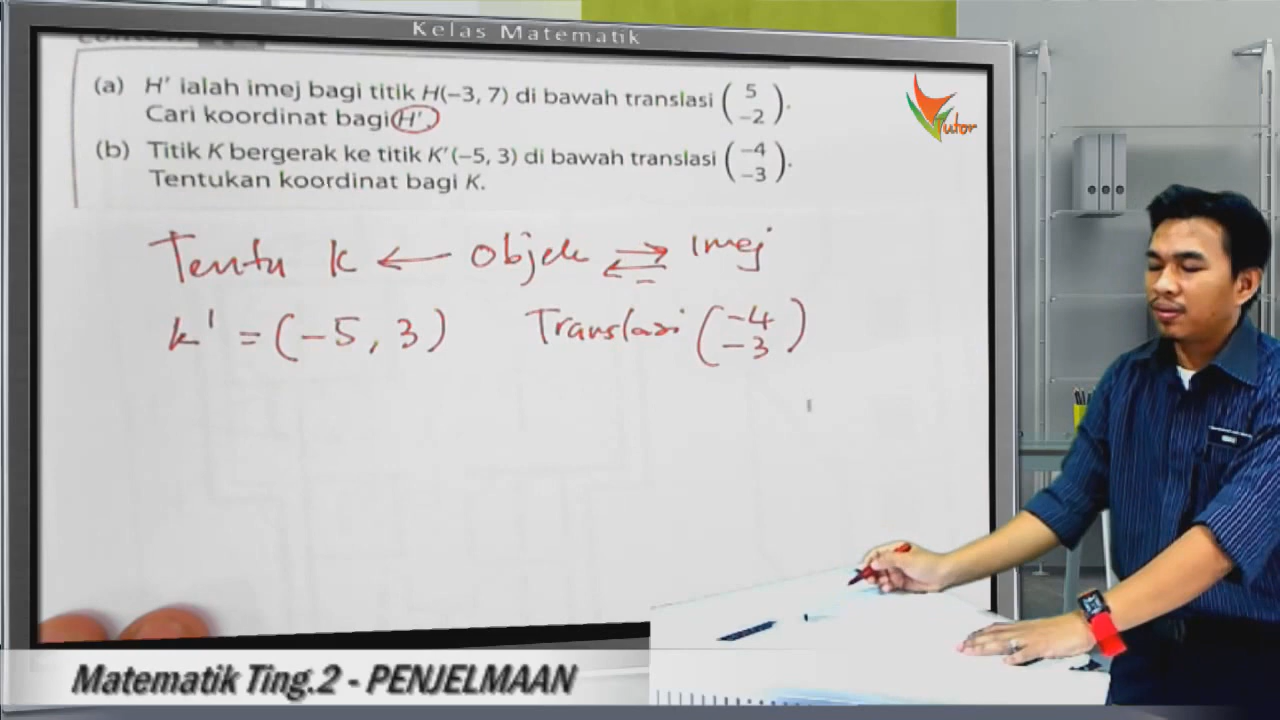 Kelas Matematik
(a) H' ialah imej bagi titik H(−3, 7) di bawah translasi (5 −2).
Cari koordinat bagi H'.
(b) Titik K bergerak ke titik K'(−5, 3) di bawah translasi (−4 −3).
Tentukan koordinat bagi K.
Tentu K ← Objek ⇄ Imej
K' = (−5, 3) Translasi (−4 −3)
Tutor
Matematik Ting.2 - PENJELMAAN